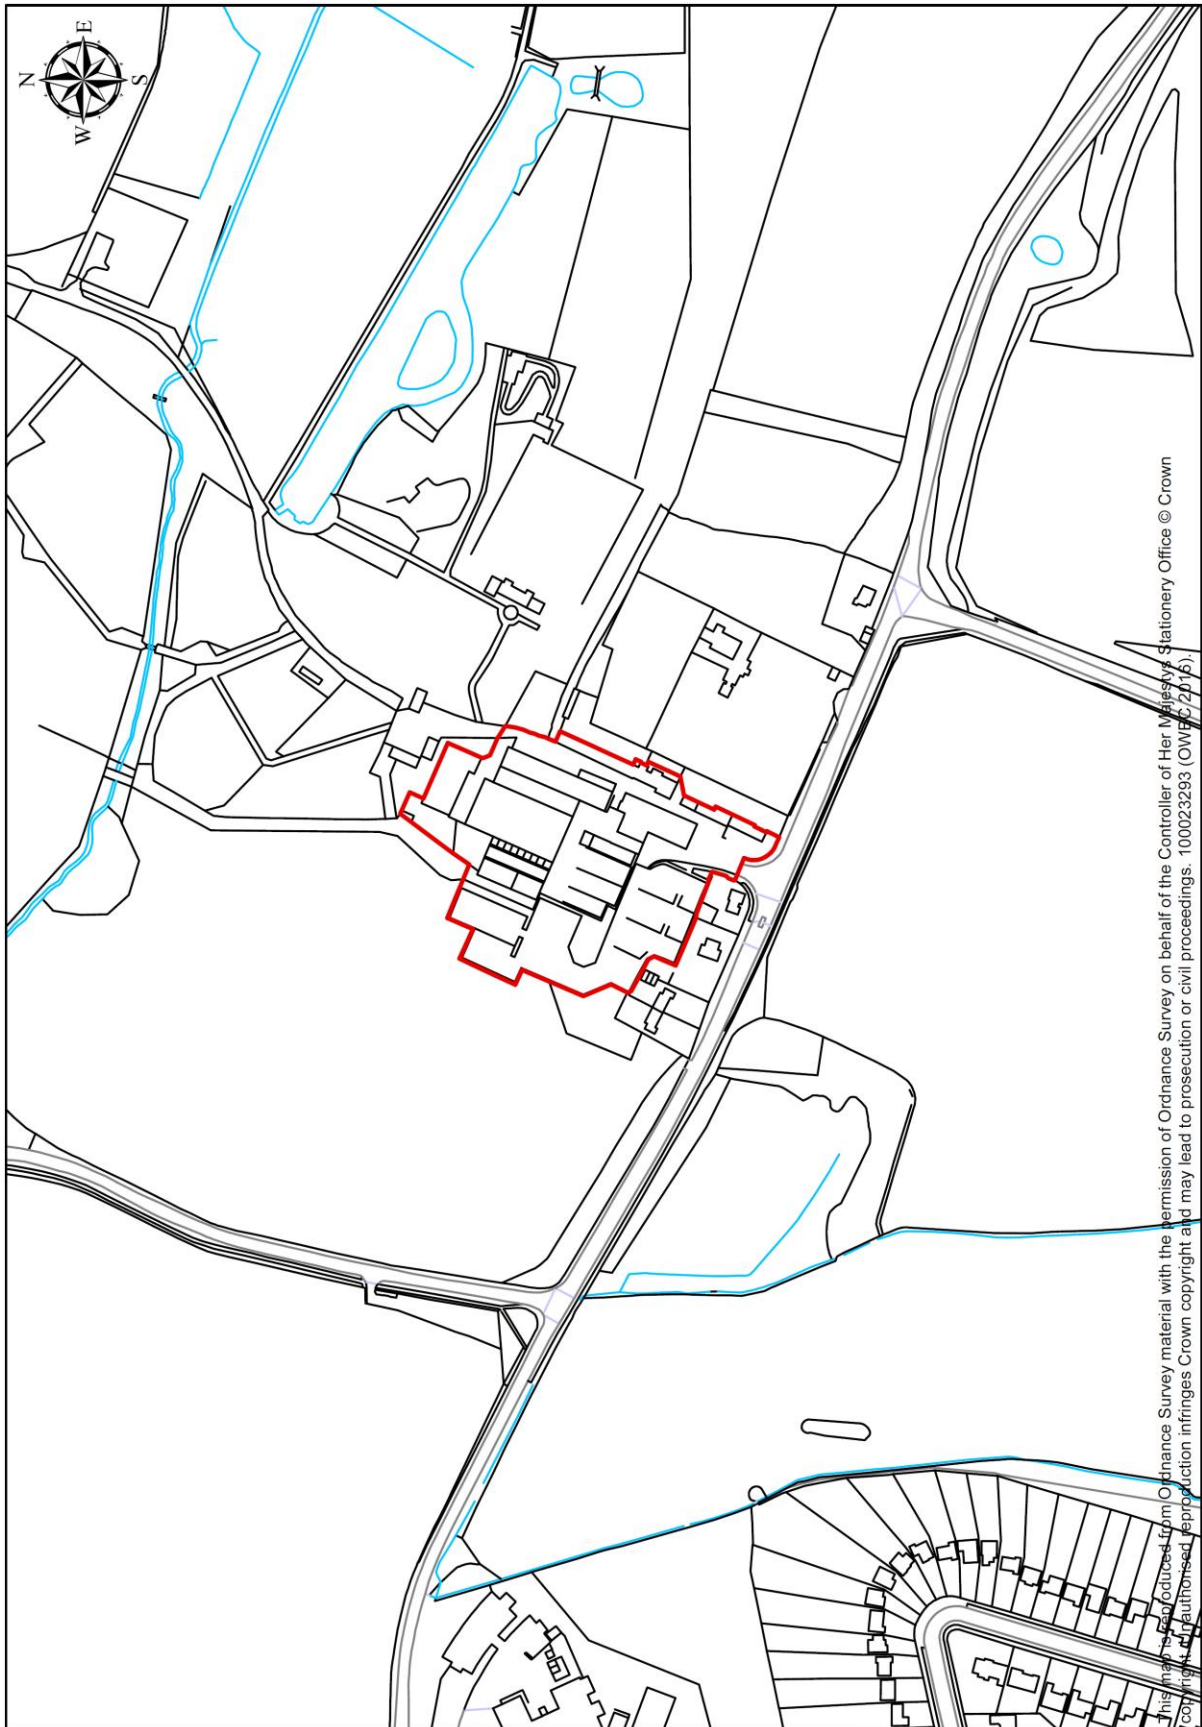 N
E
S
W
This map is reproduced from Ordnance Survey material with the permission of Ordnance Survey on behalf of the Controller of Her Majestys Stationery Office © Crown
copyright. Unauthorised reproduction infringes Crown copyright and may lead to prosecution or civil proceedings. 100023293 (OWBC 2016).